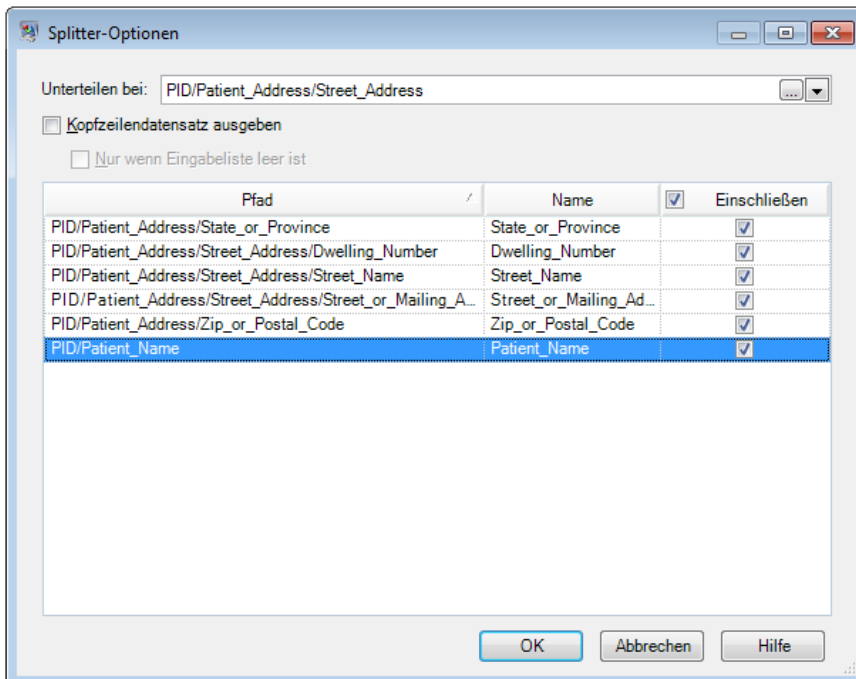 Splitter-Optionen
Unterteilen bei: PID/Patient_Address/Street_Address
Kopfzeilendatensatz ausgeben
Nur wenn Eingabeliste leer ist
Pfad Name Einschließen
PID/Patient_Address/State_or_Province State_or_Province
PID/Patient_Address/Street_Address/Dwelling_Number Dwelling_Number
PID/Patient_Address/Street_Address/Street_Name Street_Name
PID/Patient_Address/Street_Address/Street_or_Mailing_A... Street_or_Mailing_Ad...
PID/Patient_Address/Zip_or_Postal_Code Zip_or_Postal_Code
PID/Patient_Name Patient_Name
OK Abbrechen Hilfe